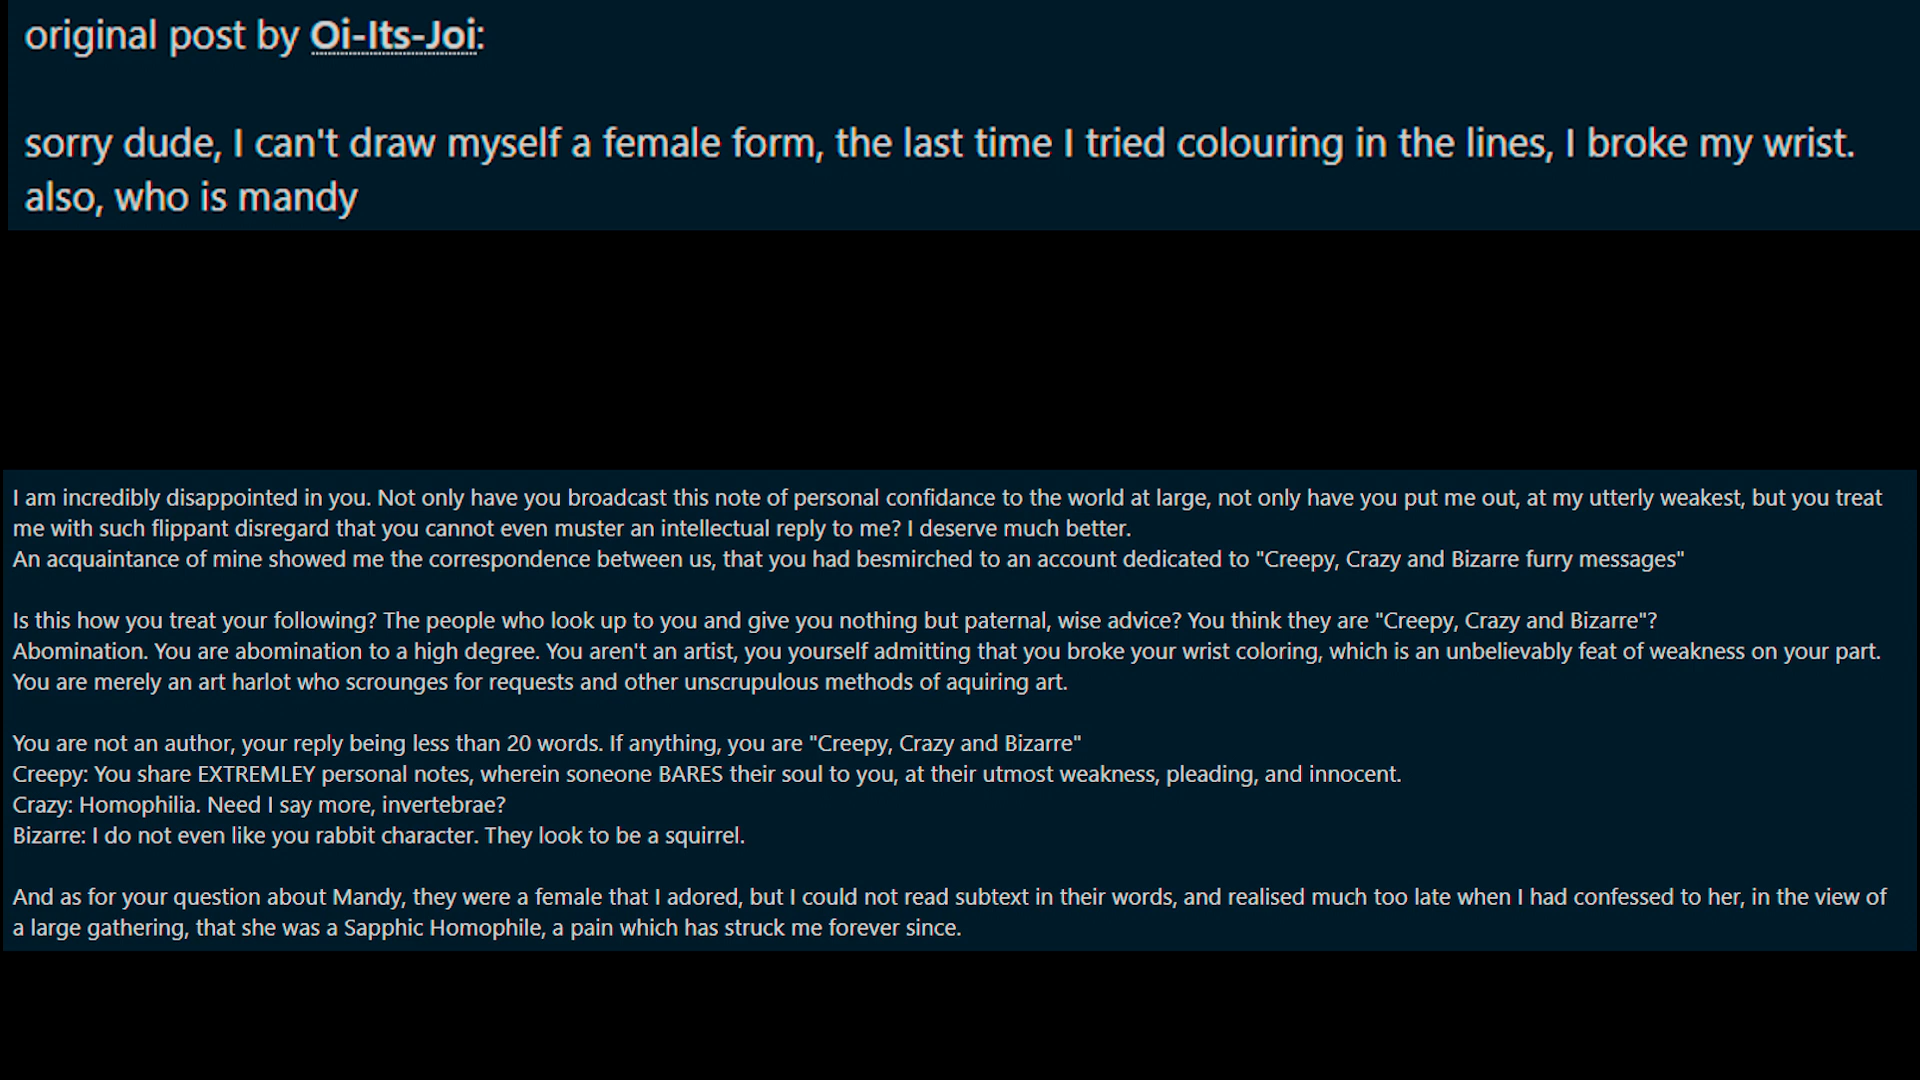 original post by Oi-Its-Joi:
sorry dude, I can't draw myself a female form, the last time I tried colouring in the lines, I broke my wrist.
also, who is mandy
I am incredibly disappointed in you. Not only have you broadcast this note of personal confidance to the world at large, not only have you put me out, at my utterly weakest, but you treat
me with such flippant disregard that you cannot even muster an intellectual reply to me? I deserve much better.
An acquaintance of mine showed me the correspondence between us, that you had besmirched to an account dedicated to "Creepy, Crazy and Bizarre furry messages"
Is this how you treat your following? The people who look up to you and give you nothing but paternal, wise advice? You think they are "Creepy, Crazy and Bizarre"?
Abomination. You are abomination to a high degree. You aren't an artist, you yourself admitting that you broke your wrist coloring, which is an unbelievably feat of weakness on your part.
You are merely an art harlot who scrounges for requests and other unscrupulous methods of aquiring art.
You are not an author, your reply being less than 20 words. If anything, you are "Creepy, Crazy and Bizarre"
Creepy: You share EXTREMLEY personal notes, wherein soneone BARES their soul to you, at their utmost weakness, pleading, and innocent.
Crazy: Homophilia. Need I say more, invertebrae?
Bizarre: I do not even like you rabbit character. They look to be a squirrel.
And as for your question about Mandy, they were a female that I adored, but I could not read subtext in their words, and realised much too late when I had confessed to her, in the view of
a large gathering, that she was a Sapphic Homophile, a pain which has struck me forever since.